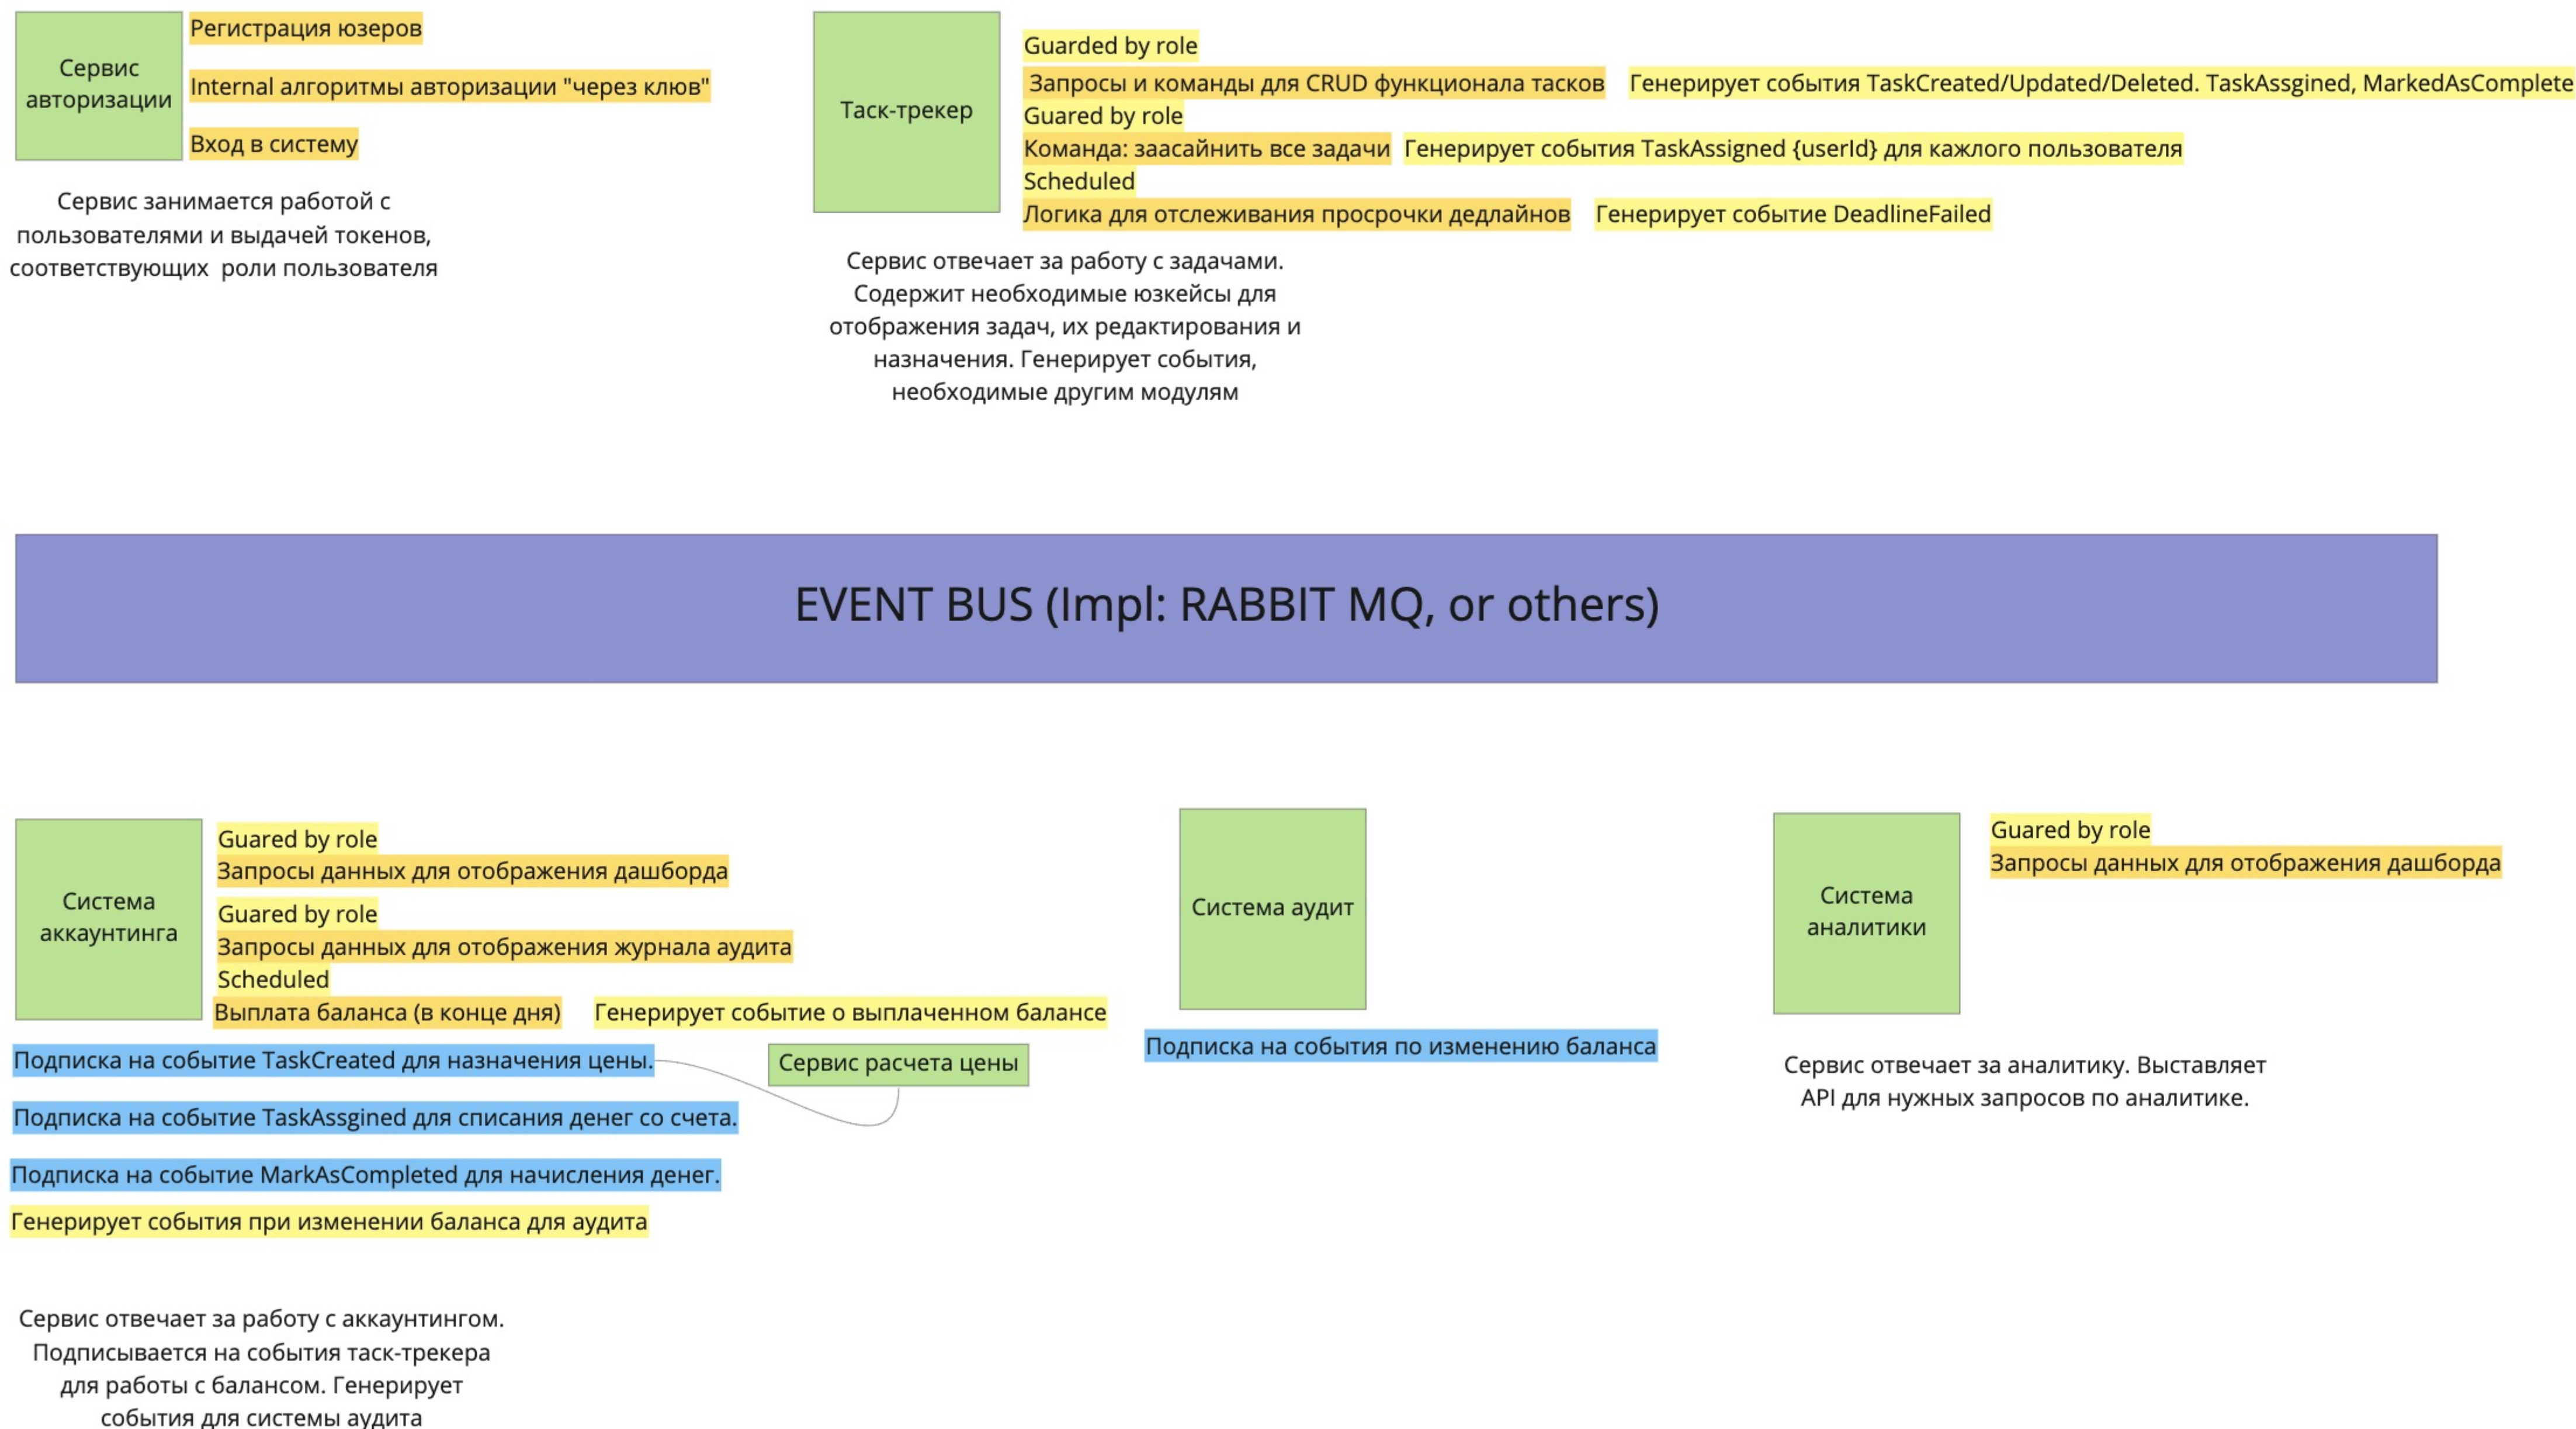 Сервис
авторизации
Регистрация юзеров
Internal алгоритмы авторизации "через клюв"
Вход в систему
Сервис занимается работой с
пользователями и выдачей токенов,
соответствующих роли пользователя
Таск-трекер
Guarded by role
Запросы и команды для CRUD функционала тасков
Генерирует события TaskCreated/Updated/Deleted. TaskAssgined, MarkedAsComplete
Guared by role
Команда: заасайнить все задачи
Генерирует события TaskAssigned {userId} для кажлого пользователя
Scheduled
Логика для отслеживания просрочки дедлайнов
Генерирует событие DeadlineFailed
Сервис отвечает за работу с задачами.
Содержит необходимые юзкейсы для
отображения задач, их редактирования и
назначения. Генерирует события,
необходимые другим модулям
EVENT BUS (Impl: RABBIT MQ, or others)
Система
аккаунтинга
Guared by role
Запросы данных для отображения дашборда
Guared by role
Запросы данных для отображения журнала аудита
Scheduled
Выплата баланса (в конце дня)
Генерирует событие о выплаченном балансе
Подписка на событие TaskCreated для назначения цены.
Сервис расчета цены
Подписка на событие TaskAssgined для списания денег со счета.
Подписка на событие MarkAsCompleted для начисления денег.
Генерирует события при изменении баланса для аудита
Сервис отвечает за работу с аккаунтингом.
Подписывается на события таск-трекера
для работы с балансом. Генерирует
события для системы аудита
Система аудит
Подписка на события по изменению баланса
Система
аналитики
Guared by role
Запросы данных для отображения дашборда
Сервис отвечает за аналитику. Выставляет
API для нужных запросов по аналитике.